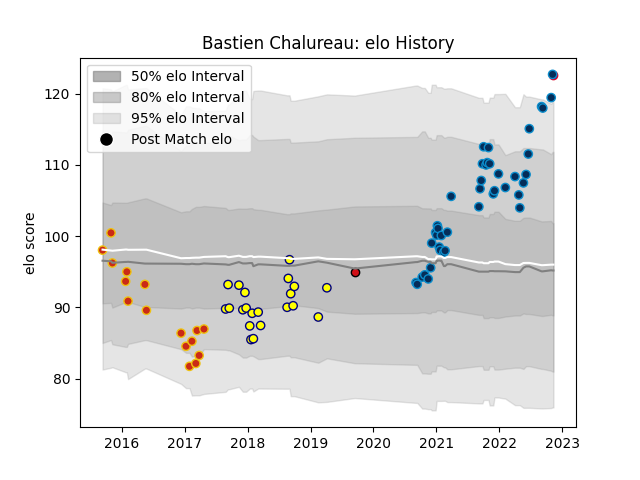 Bastien Chalureau: elo History
50% elo Interval
80% elo Interval
95% elo Interval
Post Match elo
elo score
120
110
100
90
80
2016 2017 2018 2019 2020 2021 2022 2023